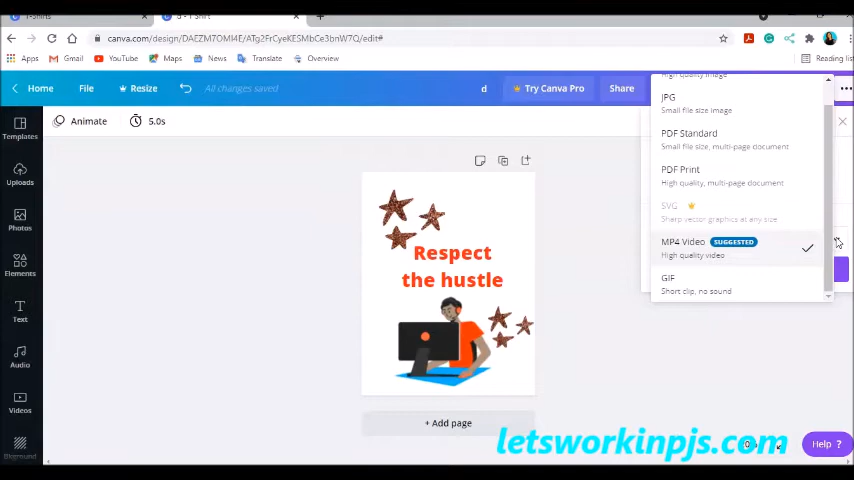 T-Shirts
5 - T Shirt
canva.com/design/DAEZM7OMI4E/ATg2FrCyeKESMbCe3bnW7Q/edit#
Apps Gmail YouTube Maps News Translate Overview Reading list
Home File Resize All changes saved d Try Canva Pro Share
High quality image
JPG
Small file size image
PDF Standard
Small file size, multi-page document
PDF Print
High quality, multi-page document
SVG
Sharp vector graphics at any size
MP4 Video SUGGESTED
High quality video
GIF
Short clip, no sound
Animate 5.0s
Templates
Uploads
Photos
Elements
Text
Audio
Videos
Bkground
Respect
the hustle
+ Add page
letsworkinpjs.com
Help ?